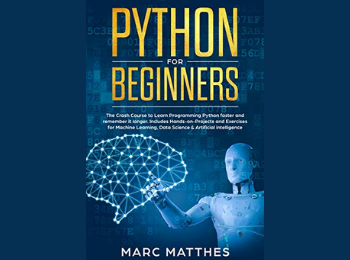 PYTHON
FOR
BEGINNERS
The Crash Course to Learn Programming Python faster and
remember it longer. Includes Hands-on-Projects and Exercises
for Machine Learning, Data Science & Artificial Intelligence
MARC MATTHES